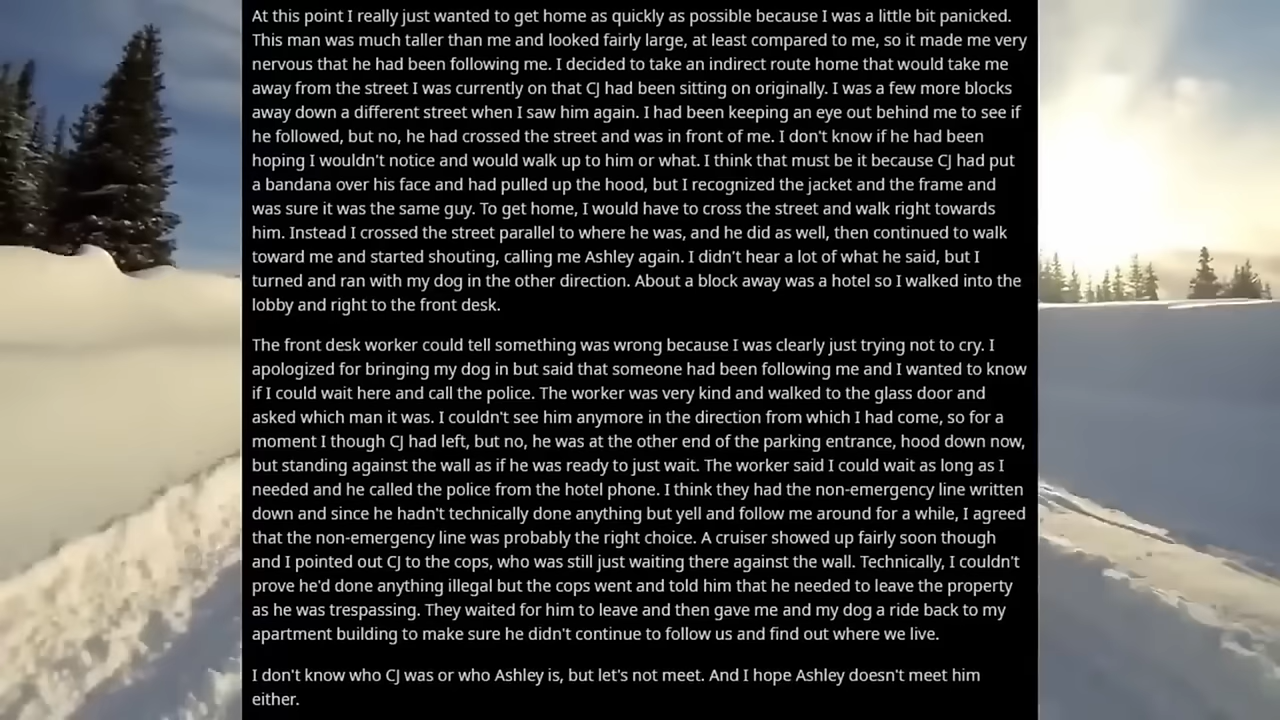 At this point I really just wanted to get home as quickly as possible because I was a little bit panicked.
This man was much taller than me and looked fairly large, at least compared to me, so it made me very
nervous that he had been following me. I decided to take an indirect route home that would take me
away from the street I was currently on that CJ had been sitting on originally. I was a few more blocks
away down a different street when I saw him again. I had been keeping an eye out behind me to see if
he followed, but no, he had crossed the street and was in front of me. I don't know if he had been
hoping I wouldn't notice and would walk up to him or what. I think that must be it because CJ had put
a bandana over his face and had pulled up the hood, but I recognized the jacket and the frame and
was sure it was the same guy. To get home, I would have to cross the street and walk right towards
him. Instead I crossed the street parallel to where he was, and he did as well, then continued to walk
toward me and started shouting, calling me Ashley again. I didn't hear a lot of what he said, but I
turned and ran with my dog in the other direction. About a block away was a hotel so I walked into the
lobby and right to the front desk.
The front desk worker could tell something was wrong because I was clearly just trying not to cry. I
apologized for bringing my dog in but said that someone had been following me and I wanted to know
if I could wait here and call the police. The worker was very kind and walked to the glass door and
asked which man it was. I couldn't see him anymore in the direction from which I had come, so for a
moment I though CJ had left, but no, he was at the other end of the parking entrance, hood down now,
but standing against the wall as if he was ready to just wait. The worker said I could wait as long as I
needed and he called the police from the hotel phone. I think they had the non-emergency line written
down and since he hadn't technically done anything but yell and follow me around for a while, I agreed
that the non-emergency line was probably the right choice. A cruiser showed up fairly soon though
and I pointed out CJ to the cops, who was still just waiting there against the wall. Technically, I couldn't
prove he'd done anything illegal but the cops went and told him that he needed to leave the property
as he was trespassing. They waited for him to leave and then gave me and my dog a ride back to my
apartment building to make sure he didn't continue to follow us and find out where we live.
I don't know who CJ was or who Ashley is, but let's not meet. And I hope Ashley doesn't meet him
either.